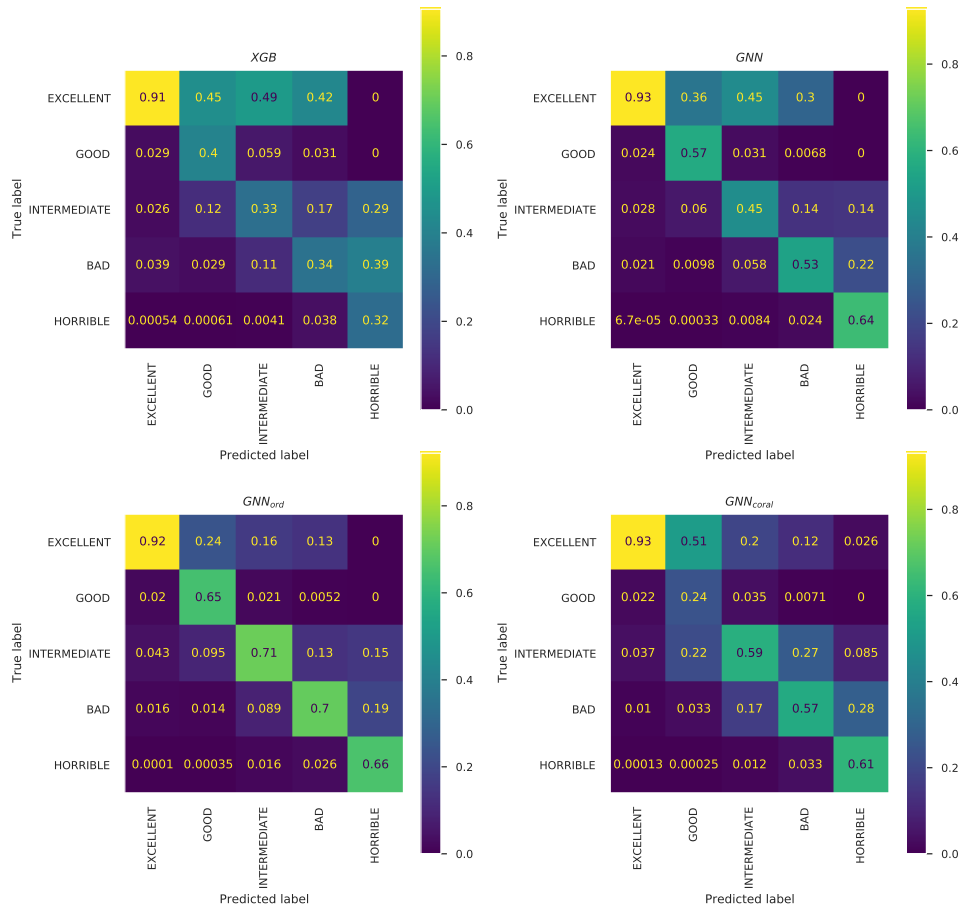 XGB
EXCELLENT 0.91 0.45 0.49 0.42 0
GOOD 0.029 0.4 0.059 0.031 0
INTERMEDIATE 0.026 0.12 0.33 0.17 0.29
BAD 0.039 0.029 0.11 0.34 0.39
HORRIBLE 0.00054 0.00061 0.0041 0.038 0.32
True label
EXCELLENT GOOD INTERMEDIATE BAD HORRIBLE
Predicted label
0.8
0.6
0.4
0.2
0.0
GNN
EXCELLENT 0.93 0.36 0.45 0.3 0
GOOD 0.024 0.57 0.031 0.0068 0
INTERMEDIATE 0.028 0.06 0.45 0.14 0.14
BAD 0.021 0.0098 0.058 0.53 0.22
HORRIBLE 6.7e-05 0.00033 0.0084 0.024 0.64
True label
EXCELLENT GOOD INTERMEDIATE BAD HORRIBLE
Predicted label
0.8
0.6
0.4
0.2
0.0
GNN_ord
EXCELLENT 0.92 0.24 0.16 0.13 0
GOOD 0.02 0.65 0.021 0.0052 0
INTERMEDIATE 0.043 0.095 0.71 0.13 0.15
BAD 0.016 0.014 0.089 0.7 0.19
HORRIBLE 0.0001 0.00035 0.016 0.026 0.66
True label
EXCELLENT GOOD INTERMEDIATE BAD HORRIBLE
Predicted label
0.8
0.6
0.4
0.2
0.0
GNN_coral
EXCELLENT 0.93 0.51 0.2 0.12 0.026
GOOD 0.022 0.24 0.035 0.0071 0
INTERMEDIATE 0.037 0.22 0.59 0.27 0.085
BAD 0.01 0.033 0.17 0.57 0.28
HORRIBLE 0.00013 0.00025 0.012 0.033 0.61
True label
EXCELLENT GOOD INTERMEDIATE BAD HORRIBLE
Predicted label
0.8
0.6
0.4
0.2
0.0